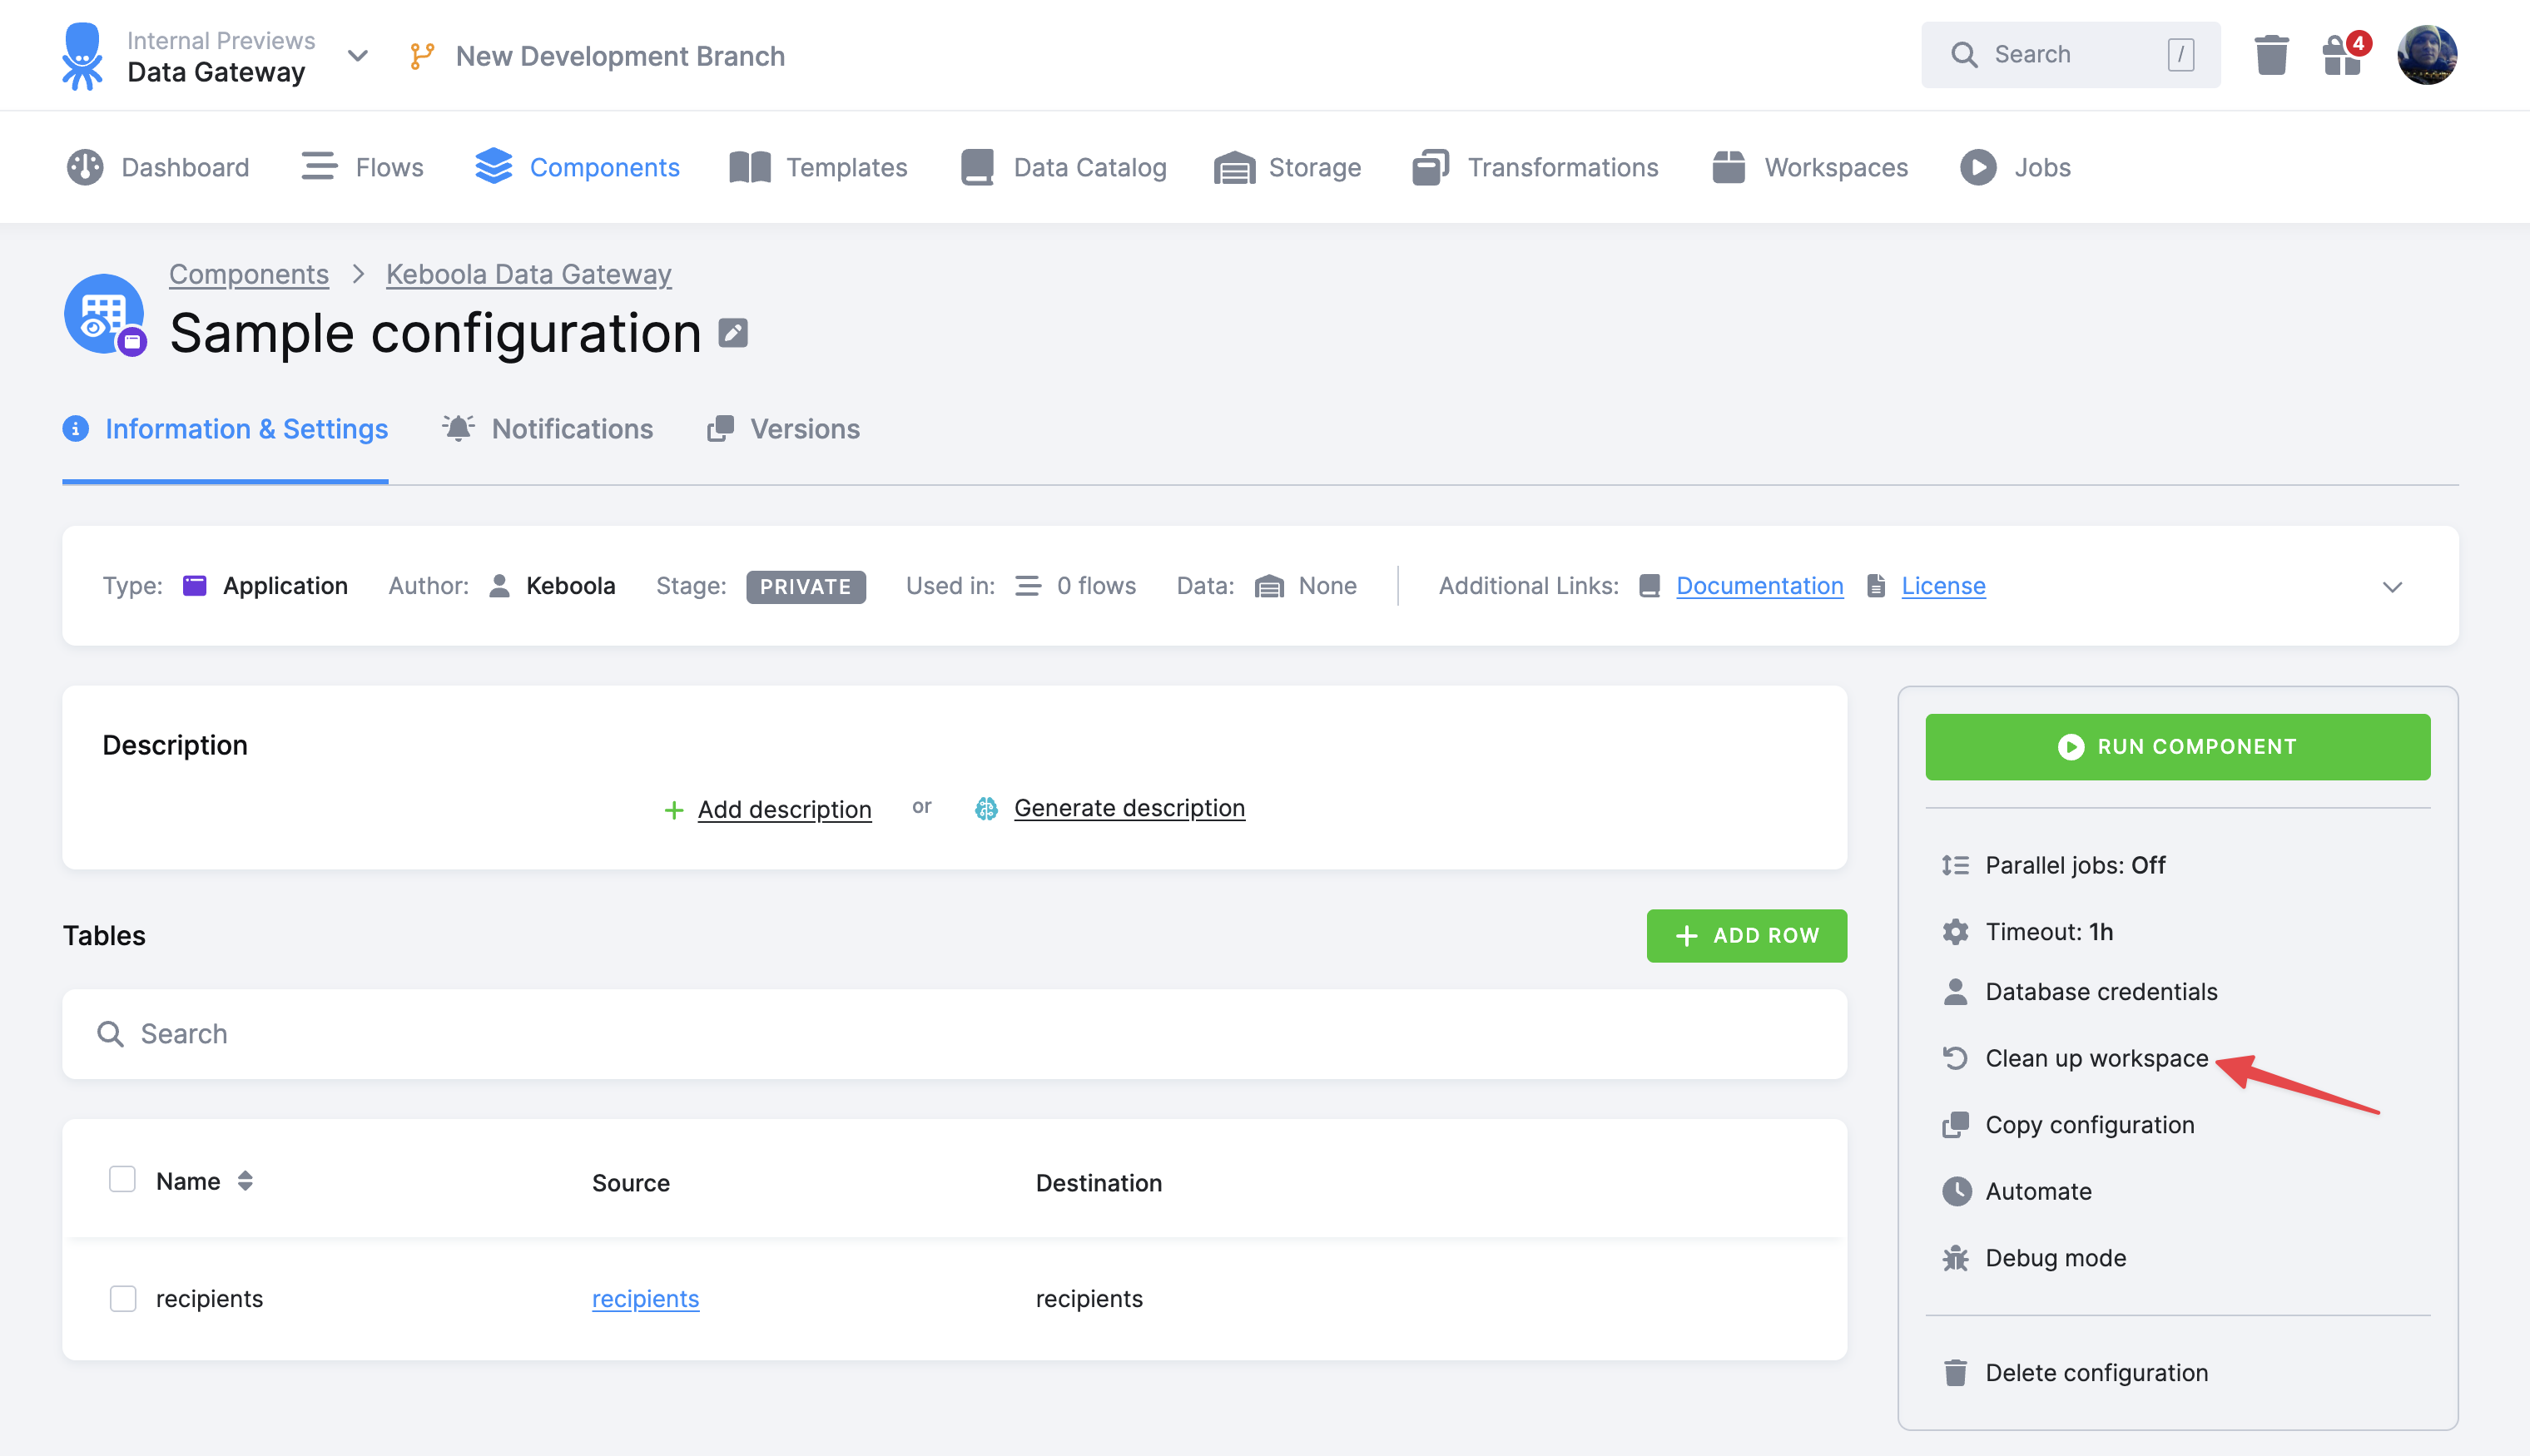 Internal Previews
Data Gateway
New Development Branch
Search /
4
Dashboard Flows Components Templates Data Catalog Storage Transformations Workspaces Jobs
Components > Keboola Data Gateway
Sample configuration
Information & Settings Notifications Versions
Type: Application Author: Keboola Stage: PRIVATE Used in: 0 flows Data: None Additional Links: Documentation License
Description
Add description or Generate description
Tables
ADD ROW
Search
Name Source Destination
recipients recipients recipients
RUN COMPONENT
Parallel jobs: Off
Timeout: 1h
Database credentials
Clean up workspace
Copy configuration
Automate
Debug mode
Delete configuration